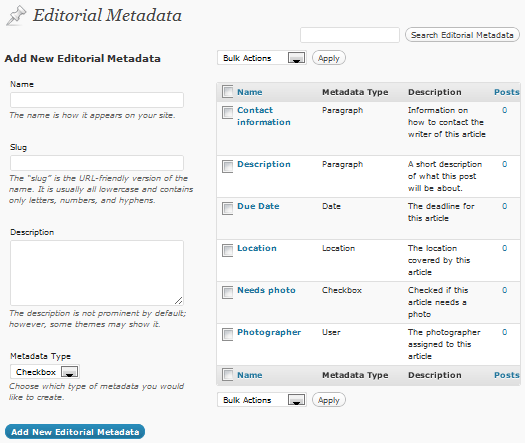 Editorial Metadata
Search Editorial Metadata
Add New Editorial Metadata
Name
The name is how it appears on your site.
Slug
The "slug" is the URL-friendly version of the
name. It is usually all lowercase and contains
only letters, numbers, and hyphens.
Description
The description is not prominent by default;
however, some themes may show it.
Metadata Type
Checkbox
Choose which type of metadata you would
like to create.
Add New Editorial Metadata
Bulk Actions Apply
Name Metadata Type Description Posts
Contact Paragraph Information on 0
information how to contact the
writer of this article
Description Paragraph A short description 0
of what this post
will be about.
Due Date Date The deadline for 0
this article
Location Location The location 0
covered by this
article
Needs photo Checkbox Checked if this 0
article needs a
photo
Photographer User The photographer 0
assigned to this
article
Name Metadata Type Description Posts
Bulk Actions Apply